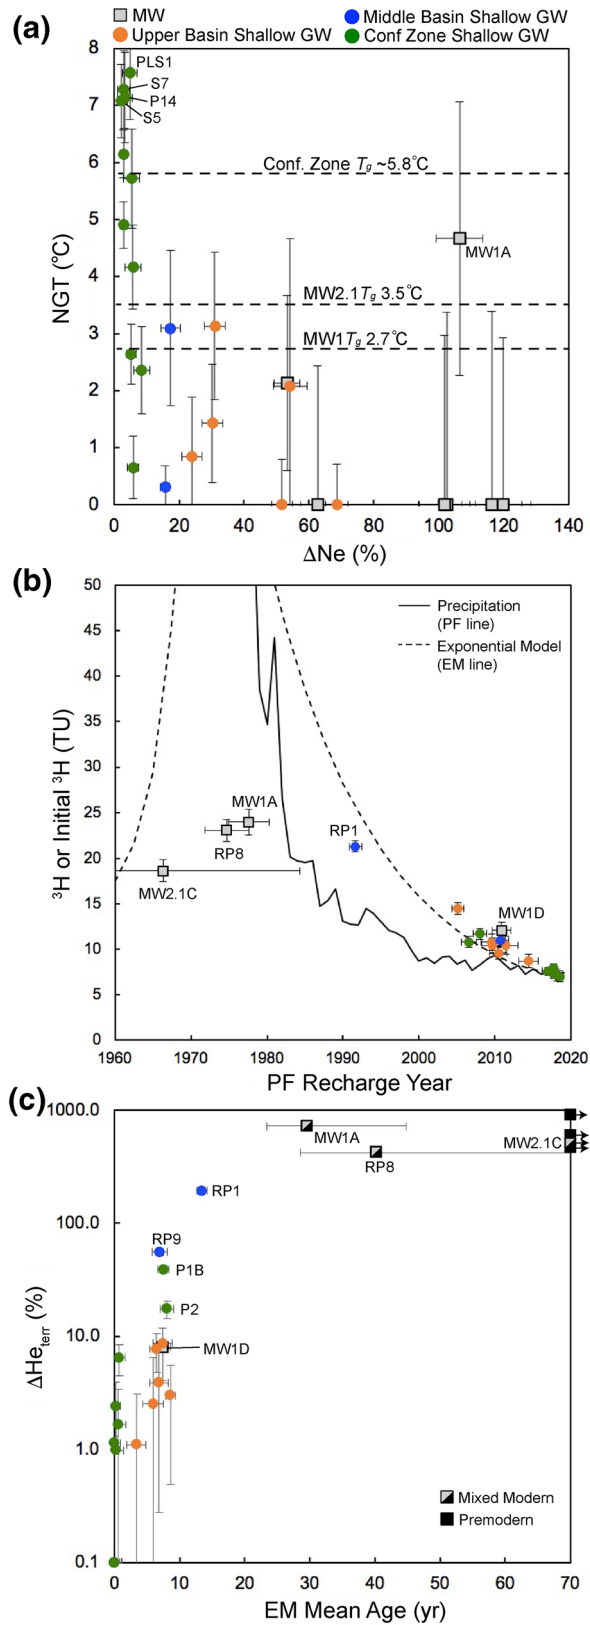 (a)
MW
Middle Basin Shallow GW
Upper Basin Shallow GW
Conf Zone Shallow GW
8
7
6
5
4
3
2
1
0
NGT (°C)
PLS1
S7
P14
S5
Conf. Zone Tg ~5.8°C
MW1A
MW2.1Tg 3.5°C
MW1Tg 2.7°C
0 20 40 60 80 100 120 140
ΔNe (%)
(b)
50
45
40
35
30
25
20
15
10
5
0
³H or Initial ³H (TU)
Precipitation
(PF line)
Exponential Model
(EM line)
MW1A
RP8
RP1
MW2.1C
MW1D
1960 1970 1980 1990 2000 2010 2020
PF Recharge Year
(c)
1000.0
100.0
10.0
1.0
0.1
ΔHeterr (%)
MW1A
MW2.1C
RP8
RP1
RP9
P1B
P2
MW1D
Mixed Modern
Premodern
0 10 20 30 40 50 60 70
EM Mean Age (yr)